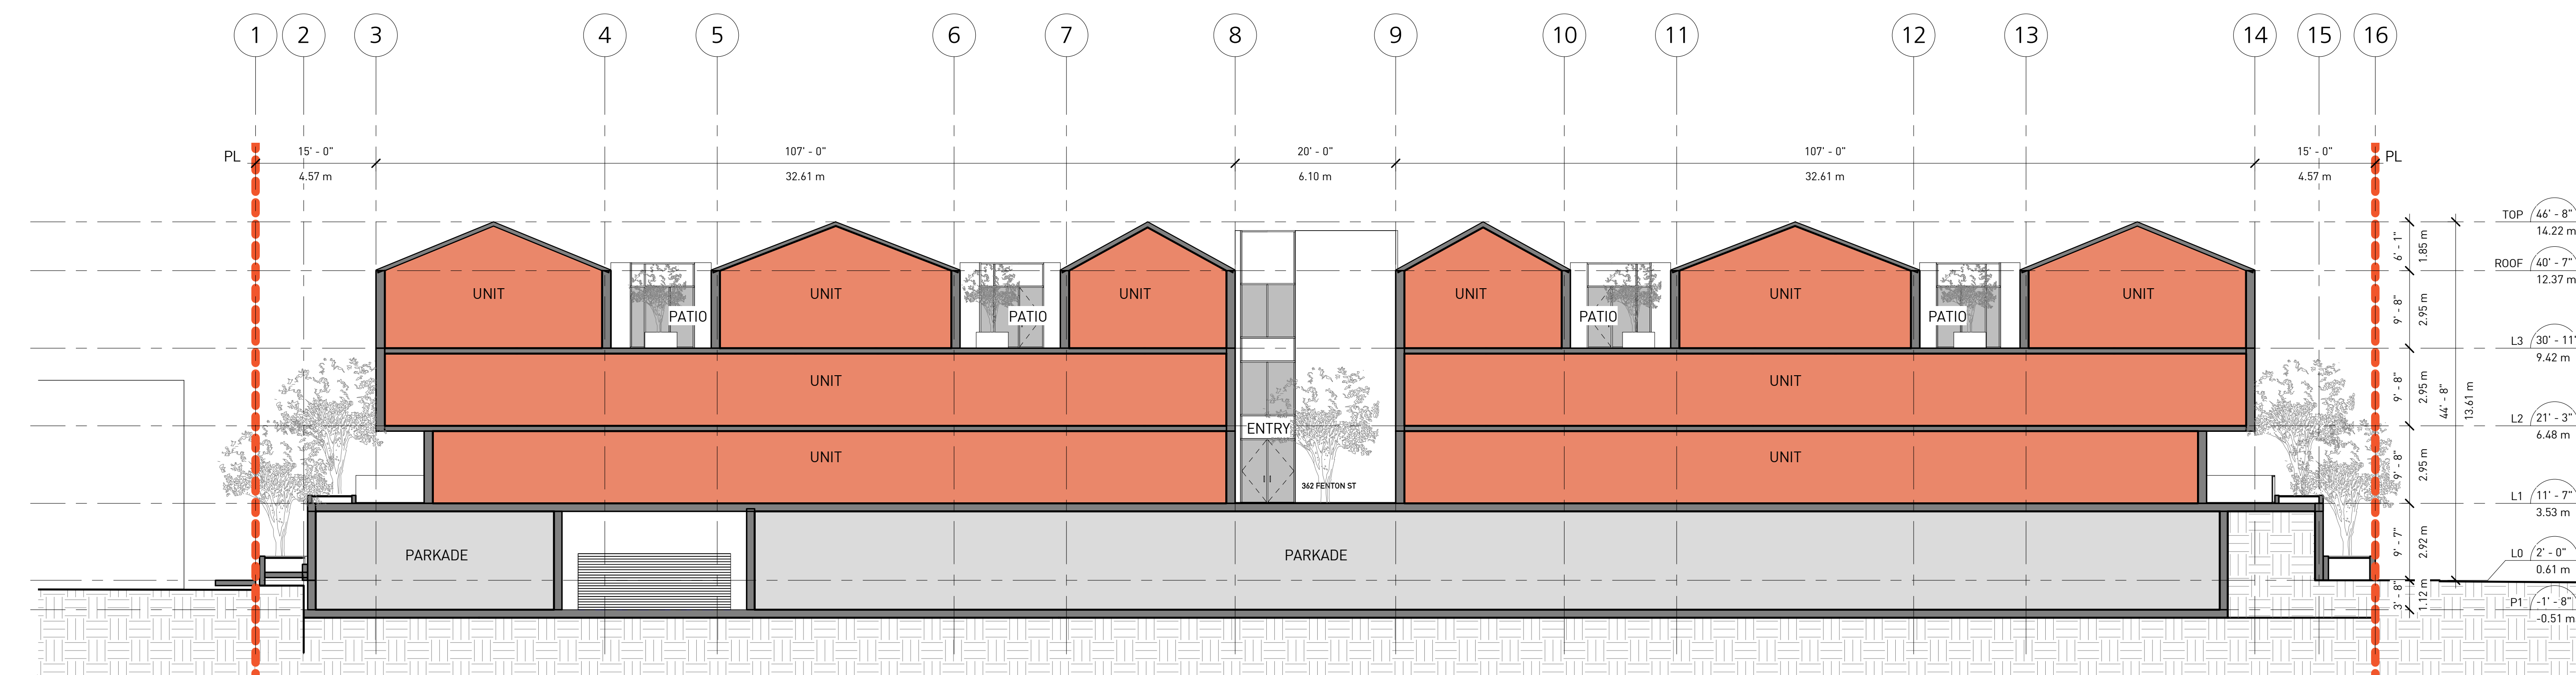 1 2 3 4 5 6 7 8 9 10 11 12 13 14 15 16
PL 15' - 0" 107' - 0" 20' - 0" 107' - 0" 15' - 0" PL
4.57 m 32.61 m 6.10 m 32.61 m 4.57 m
TOP 46' - 8"
14.22 m
6' - 1" 1.85 m
ROOF 40' - 7"
12.37 m
UNIT UNIT UNIT UNIT UNIT UNIT
PATIO PATIO PATIO PATIO
9' - 8" 2.95 m
L3 30' - 11"
9.42 m
UNIT UNIT
9' - 8" 2.95 m
44' - 8" 13.61 m
L2 21' - 3"
6.48 m
ENTRY
UNIT UNIT
9' - 8" 2.95 m
362 FENTON ST
L1 11' - 7"
3.53 m
PARKADE PARKADE
9' - 7" 2.92 m
L0 2' - 0"
0.61 m
3' - 8" 1.12 m
P1 -1' - 8"
-0.51 m